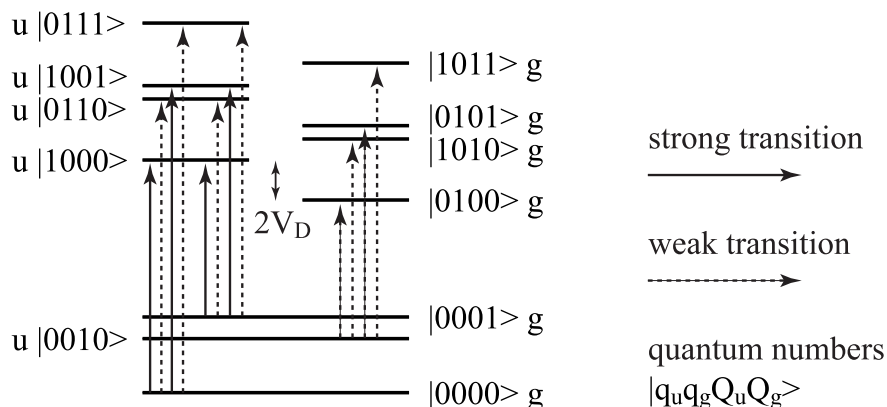 u |0111>
|1011> g
u |1001>
u |0110>
|0101> g
|1010> g
strong transition
u |1000>
2V_D
|0100> g
weak transition
|0001> g
u |0010>
quantum numbers
|0000> g
|q_u q_g Q_u Q_g>